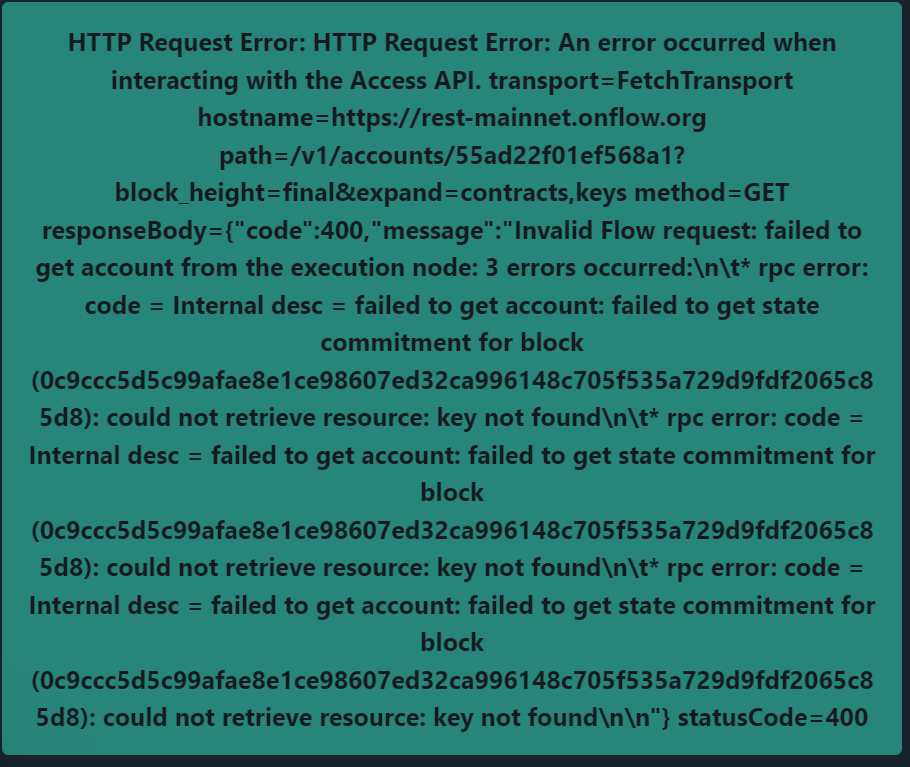 HTTP Request Error: HTTP Request Error: An error occurred when
interacting with the Access API. transport=FetchTransport
hostname=https://rest-mainnet.onflow.org
path=/v1/accounts/55ad22f01ef568a1?
block_height=final&expand=contracts,keys method=GET
responseBody={"code":400,"message":"Invalid Flow request: failed to
get account from the execution node: 3 errors occurred:\n\t* rpc error:
code = Internal desc = failed to get account: failed to get state
commitment for block
(0c9ccc5d5c99afae8e1ce98607ed32ca996148c705f535a729d9fdf2065c8
5d8): could not retrieve resource: key not found\n\t* rpc error: code =
Internal desc = failed to get account: failed to get state commitment for
block
(0c9ccc5d5c99afae8e1ce98607ed32ca996148c705f535a729d9fdf2065c8
5d8): could not retrieve resource: key not found\n\t* rpc error: code =
Internal desc = failed to get account: failed to get state commitment for
block
(0c9ccc5d5c99afae8e1ce98607ed32ca996148c705f535a729d9fdf2065c8
5d8): could not retrieve resource: key not found\n\n"} statusCode=400